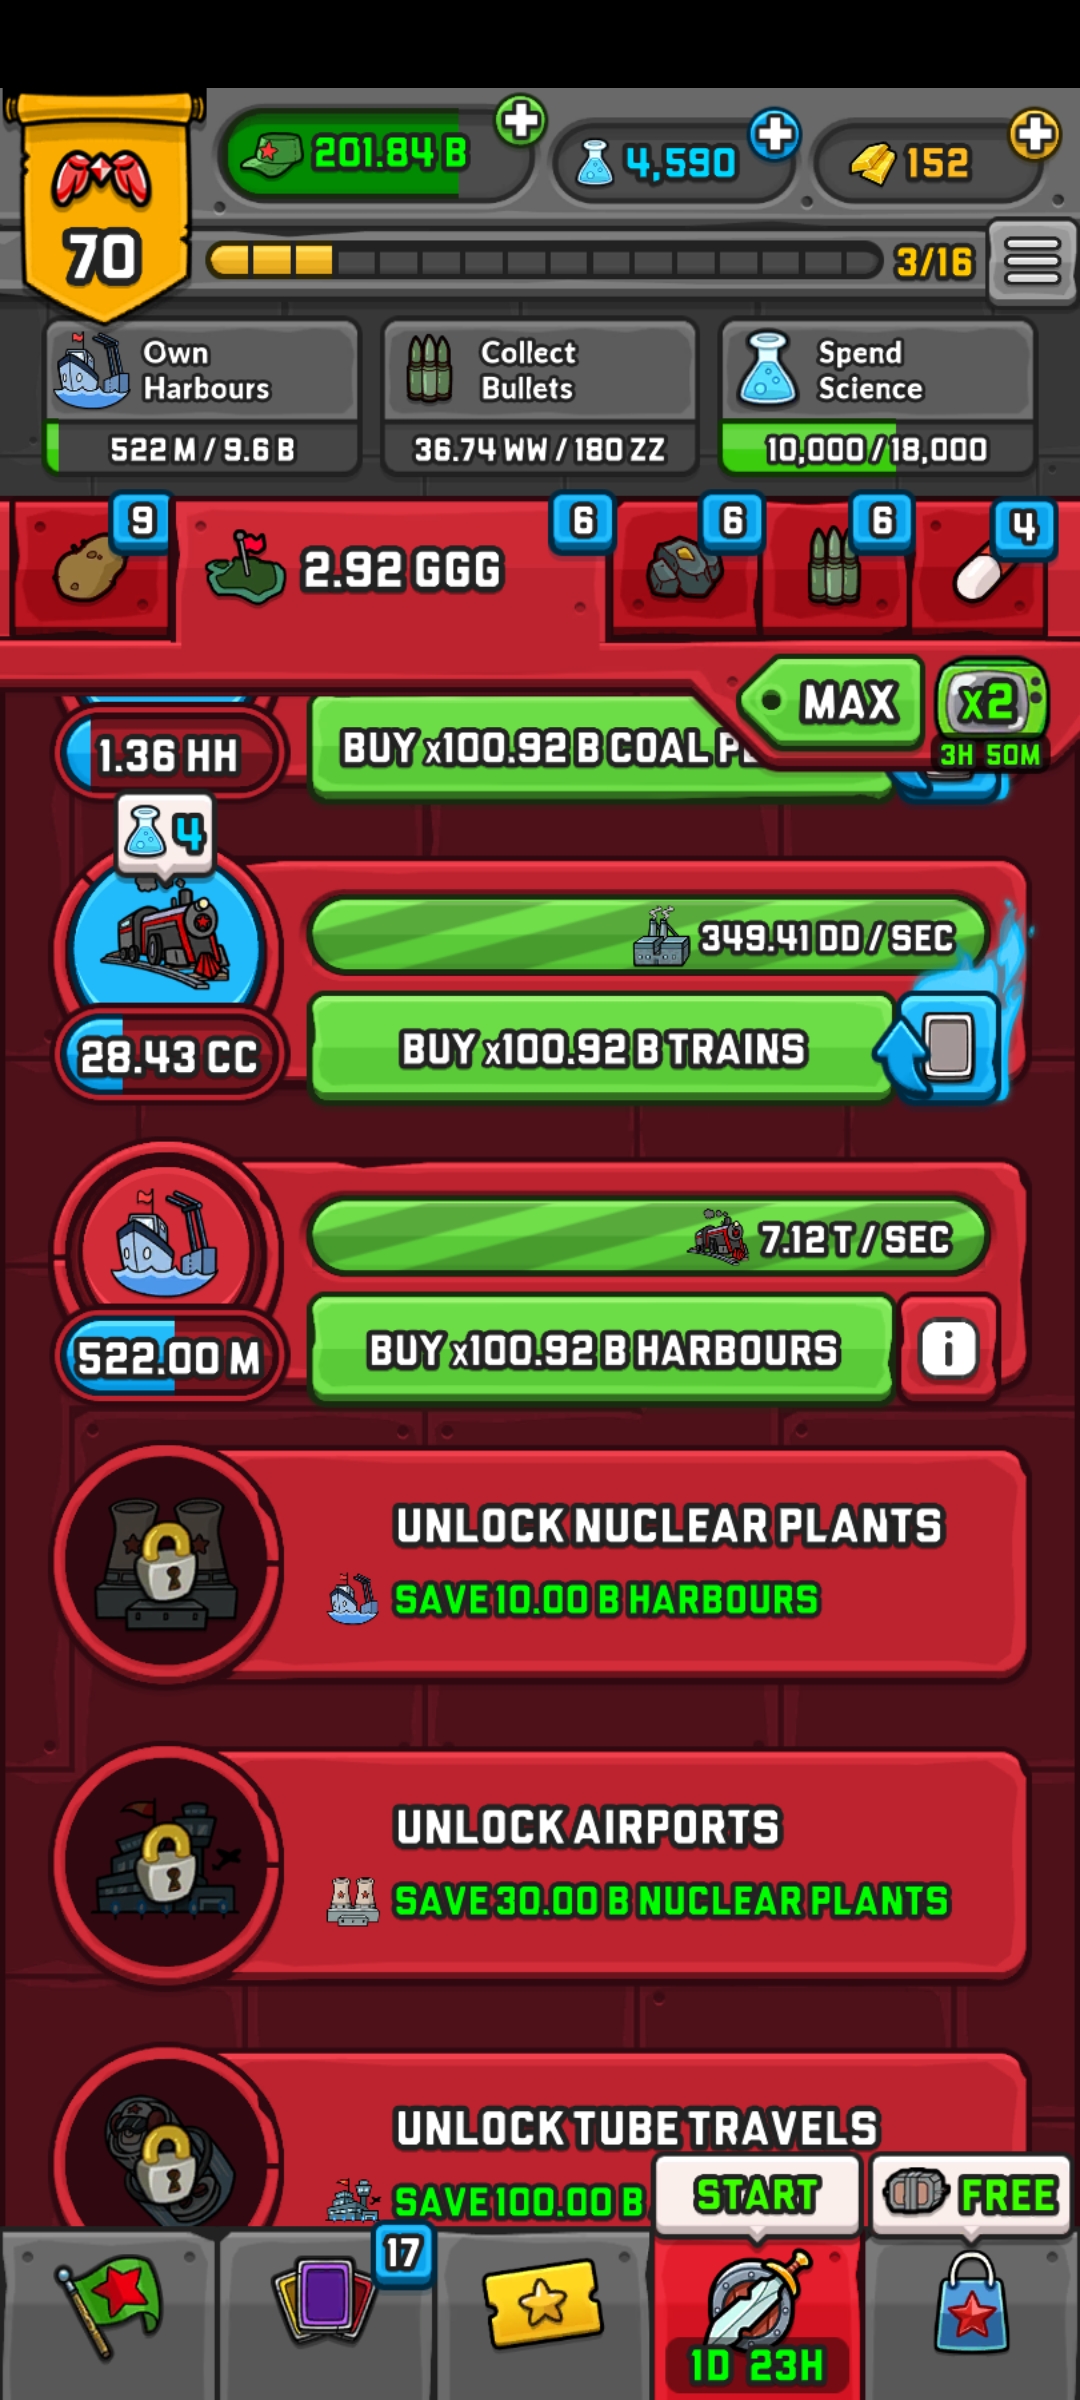 70
201.84 B
4,590
152
3/16
Own
Harbours
522 M / 9.6 B
Collect
Bullets
36.74 WW / 180 ZZ
Spend
Science
10,000 / 18,000
9
2.92 GGG
6
6
6
4
MAX
x2
3H 50M
1.36 HH
BUY x100.92 B COAL
4
349.41 DD / SEC
28.43 CC
BUY x100.92 B TRAINS
7.12 T / SEC
522.00 M
BUY x100.92 B HARBOURS
i
UNLOCK NUCLEAR PLANTS
SAVE 10.00 B HARBOURS
UNLOCK AIRPORTS
SAVE 30.00 B NUCLEAR PLANTS
UNLOCK TUBE TRAVELS
SAVE 100.00 B
START
FREE
17
1D 23H